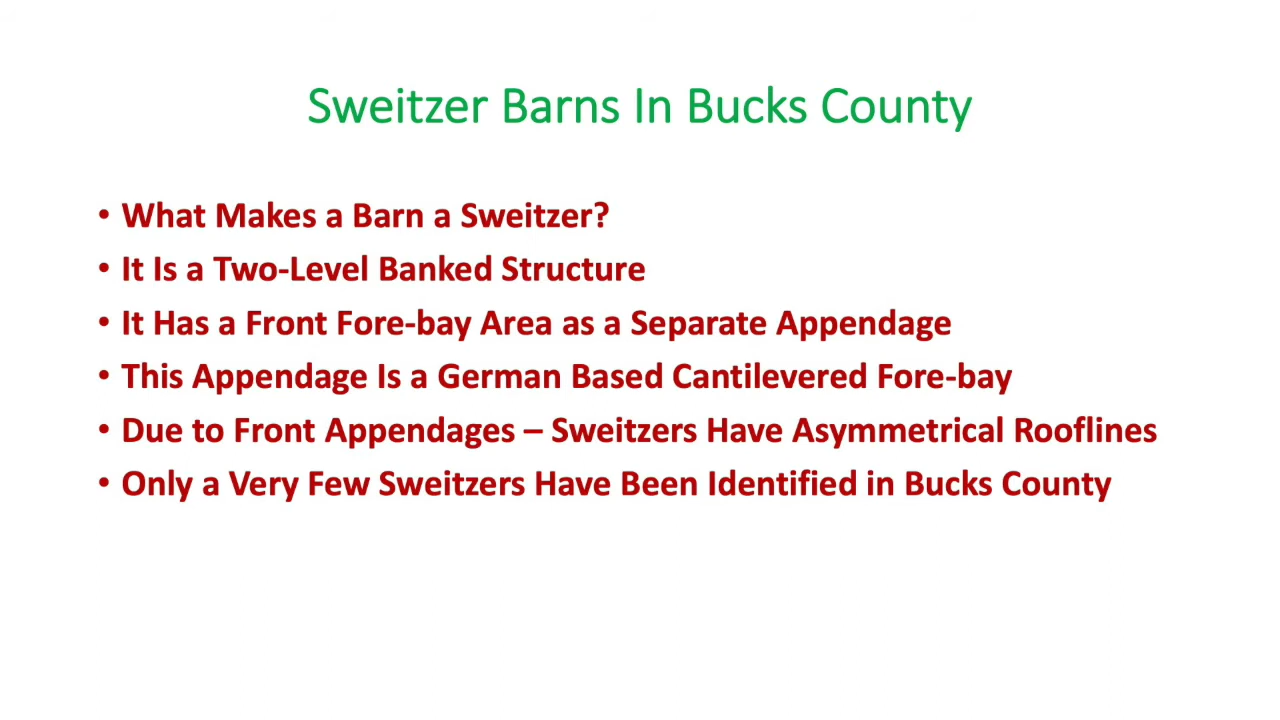 Sweitzer Barns In Bucks County
• What Makes a Barn a Sweitzer?
• It Is a Two-Level Banked Structure
• It Has a Front Fore-bay Area as a Separate Appendage
• This Appendage Is a German Based Cantilevered Fore-bay
• Due to Front Appendages – Sweitzers Have Asymmetrical Rooflines
• Only a Very Few Sweitzers Have Been Identified in Bucks County